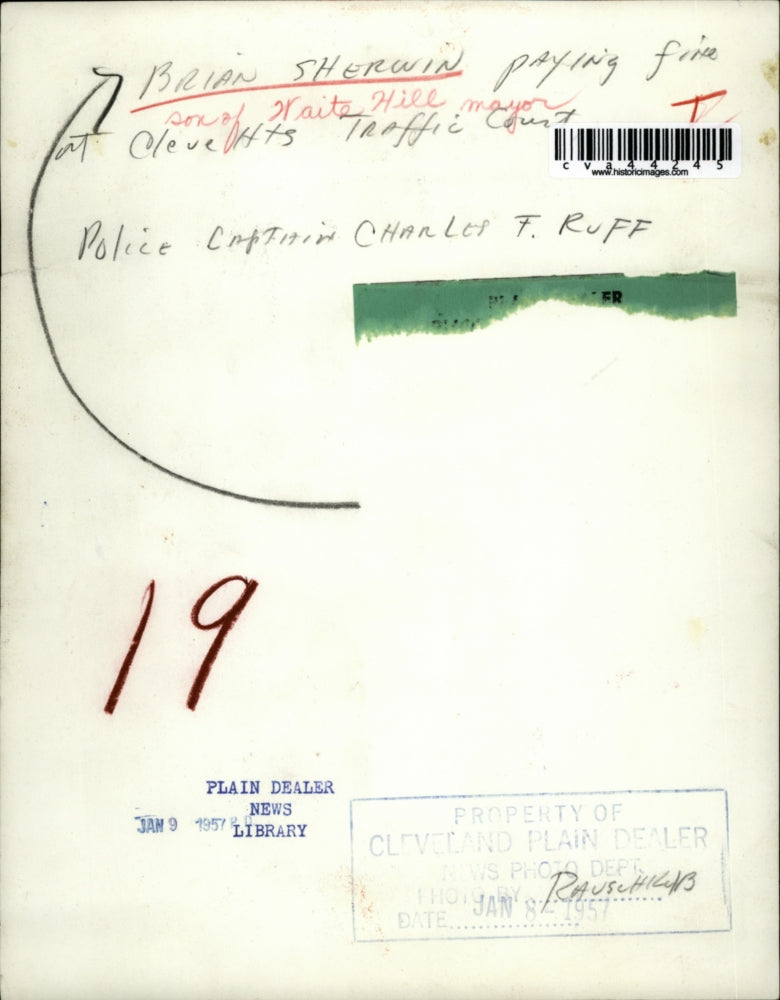 BRIAN SHERWIN paying fine
son of Waite Hill mayor
at Cleve Hts Traffic Court
cva44245
www.historicimages.com
Police Captain CHARLES F. RUFF
19
PLAIN DEALER
NEWS
JAN 9 1957 P.D. LIBRARY
PROPERTY OF
CLEVELAND PLAIN DEALER
NEWS PHOTO DEPT.
PHOTO BY
DATE JAN 8 - 1957